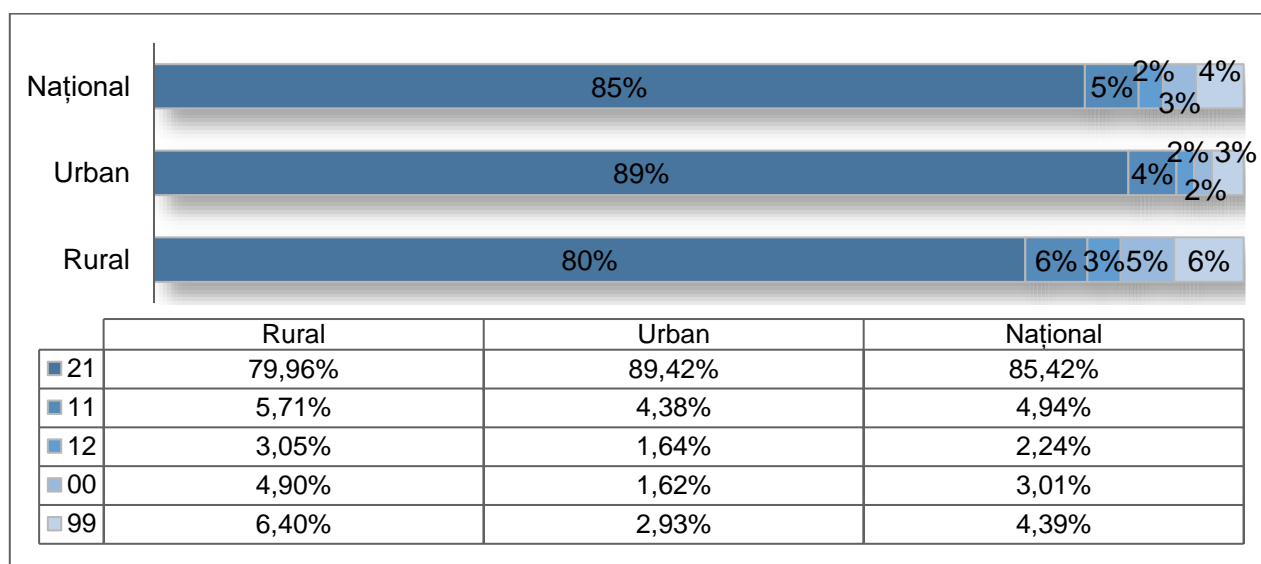 Național 85% 5% 2% 3% 4%
Urban 89% 4% 2% 2% 3%
Rural 80% 6% 3% 5% 6%
Rural Urban Național
21 79,96% 89,42% 85,42%
11 5,71% 4,38% 4,94%
12 3,05% 1,64% 2,24%
00 4,90% 1,62% 3,01%
99 6,40% 2,93% 4,39%